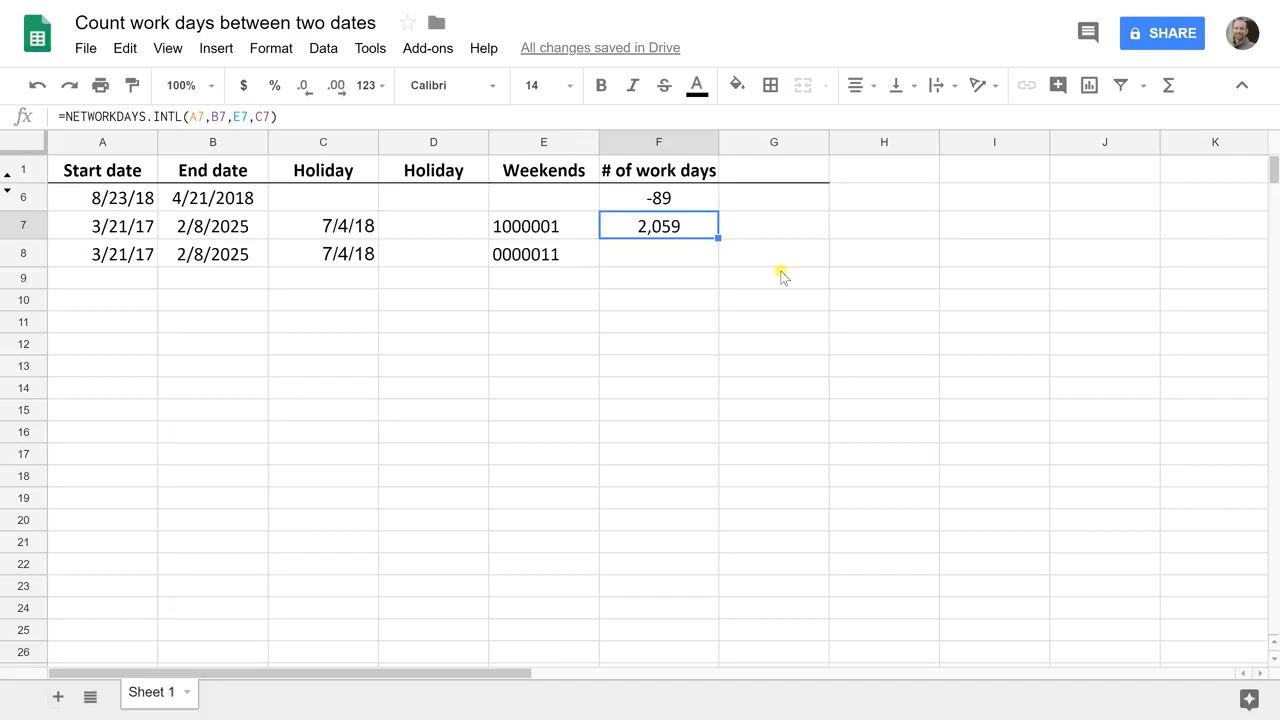 Count work days between two dates
File Edit View Insert Format Data Tools Add-ons Help All changes saved in Drive
SHARE
100% $ % .0 .00 123 Calibri 14 B I S A Σ
fx =NETWORKDAYS.INTL(A7,B7,E7,C7)
A B C D E F G H I J K
1 Start date End date Holiday Holiday Weekends # of work days
6 8/23/18 4/21/2018 -89
7 3/21/17 2/8/2025 7/4/18 1000001 2,059
8 3/21/17 2/8/2025 7/4/18 0000011
9
10
11
12
13
14
15
16
17
18
19
20
21
22
23
24
25
26
+ Sheet 1